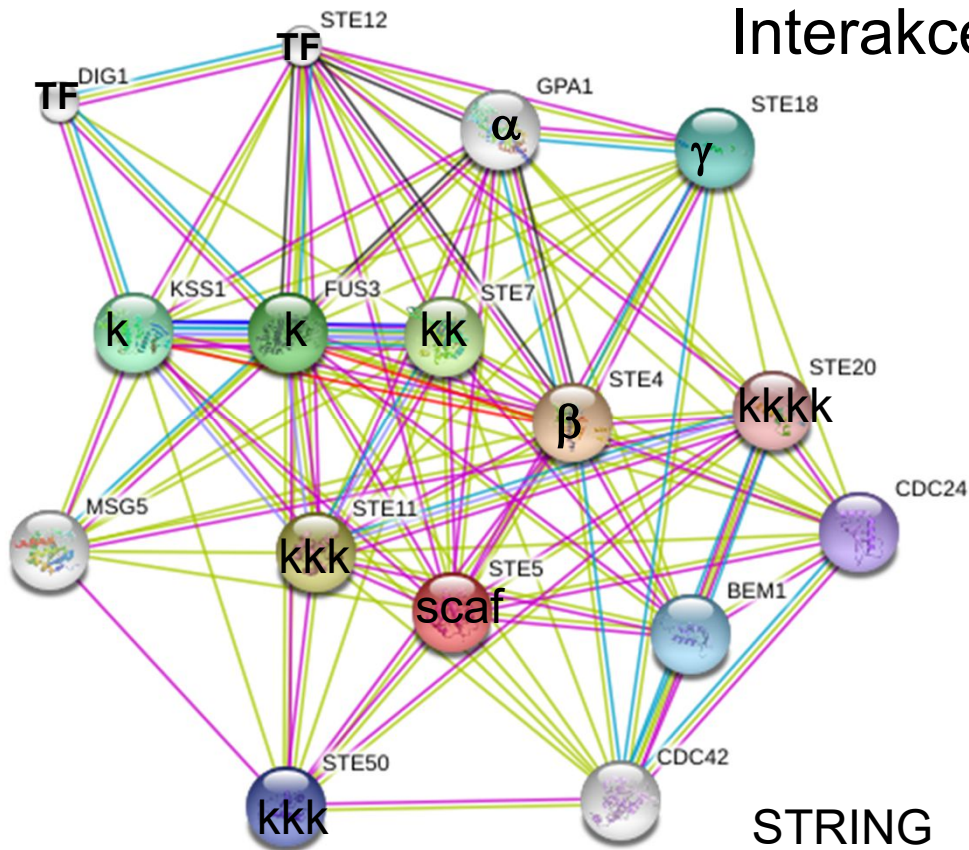 Interakce
STE12
TF
DIG1
TF
GPA1
α
STE18
γ
KSS1
k
FUS3
k
STE7
kk
STE4
β
STE20
kkkk
CDC24
MSG5
STE11
kkk
STE5
scaf
BEM1
STE50
kkk
CDC42
STRING